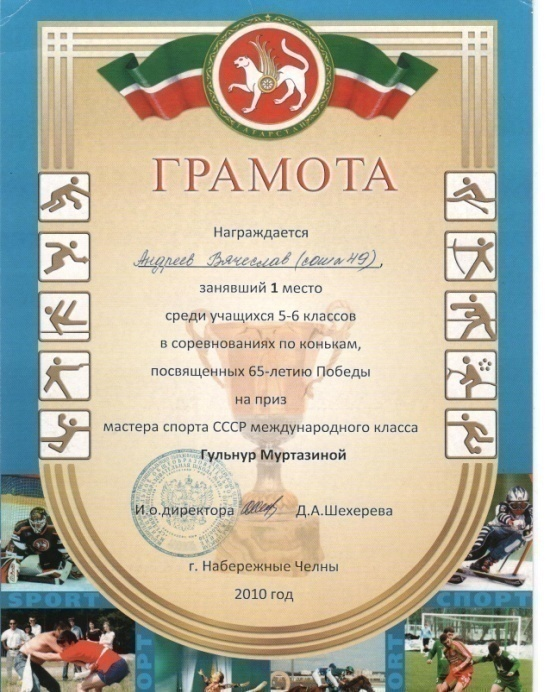 ТАТАРСТАН
ГРАМОТА
Награждается
Андреев Вячеслав (сош 49),
занявший 1 место
среди учащихся 5-6 классов
в соревнованиях по конькам,
посвященных 65-летию Победы
на приз
мастера спорта СССР международного класса
Гульнур Муртазиной
И.о.директора Д.А.Шехерева
г. Набережные Челны
2010 год
SPORT
СПОРТ